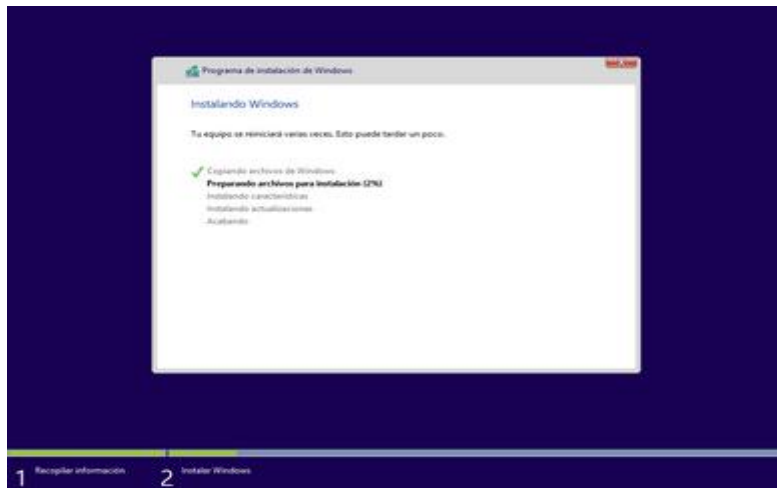 Programa de instalación de Windows
Instalando Windows
Tu equipo se reiniciará varias veces. Esto puede tardar un poco.
Copiando archivos de Windows
Preparando archivos para instalación (2%)
Instalando características
Instalando actualizaciones
Acabando
1 Recopilar información
2 Instalar Windows